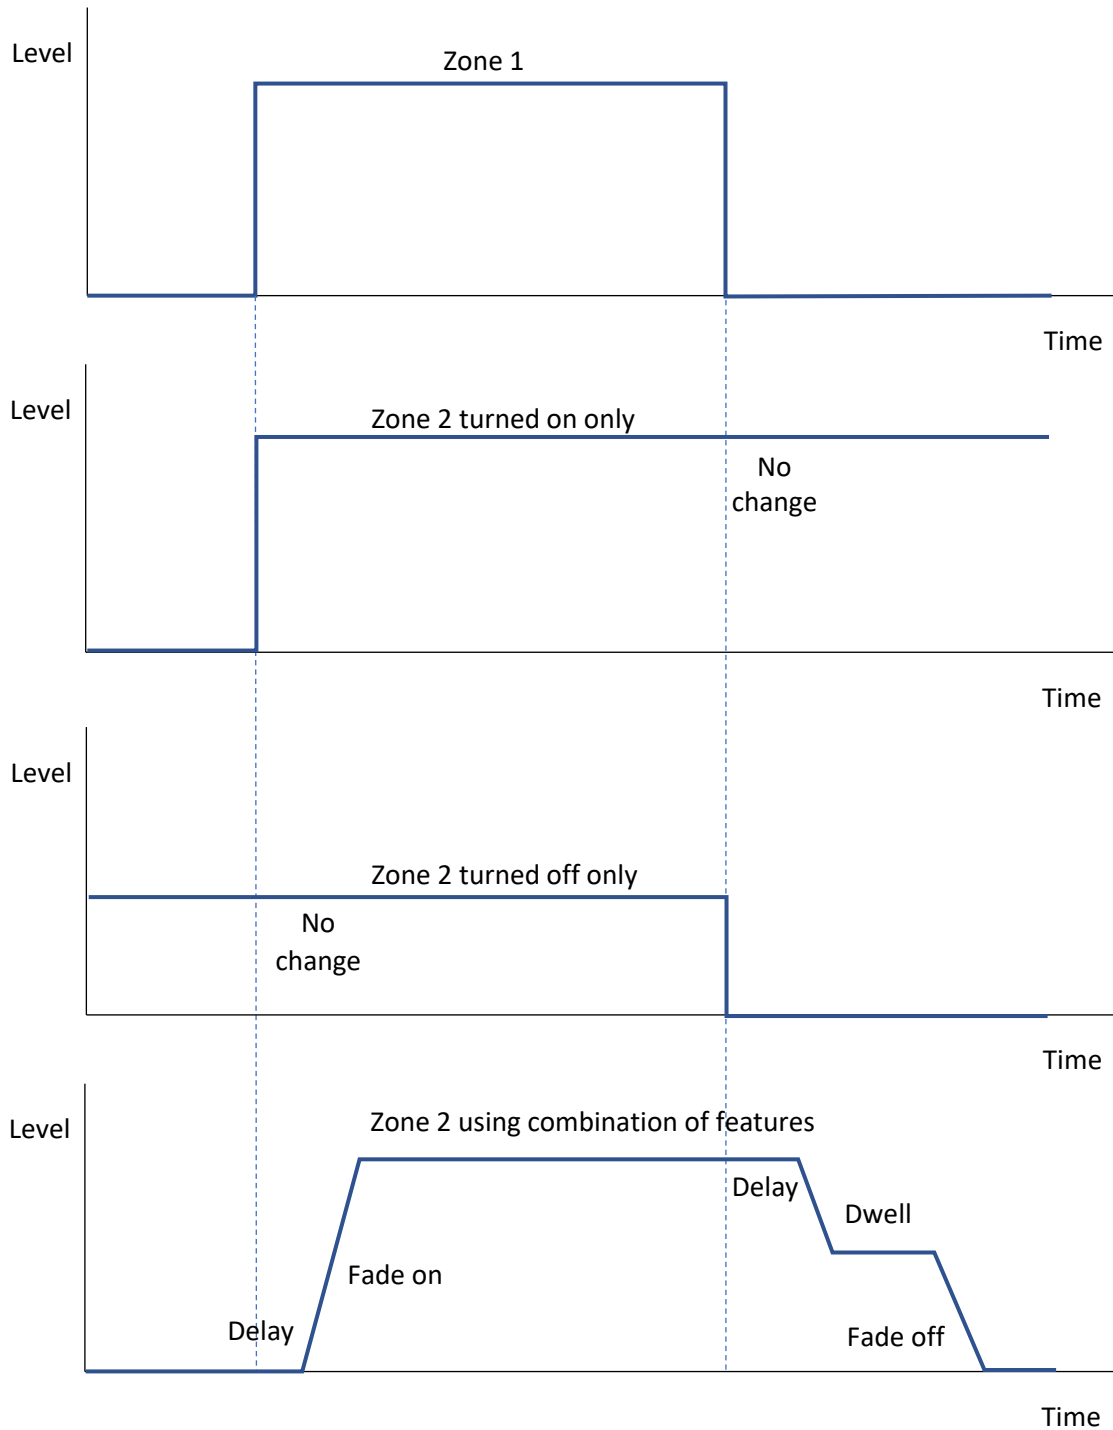 Level
Zone 1
Time
Level
Zone 2 turned on only
No
change
Time
Level
Zone 2 turned off only
No
change
Time
Level
Zone 2 using combination of features
Delay
Dwell
Fade on
Delay
Fade off
Time